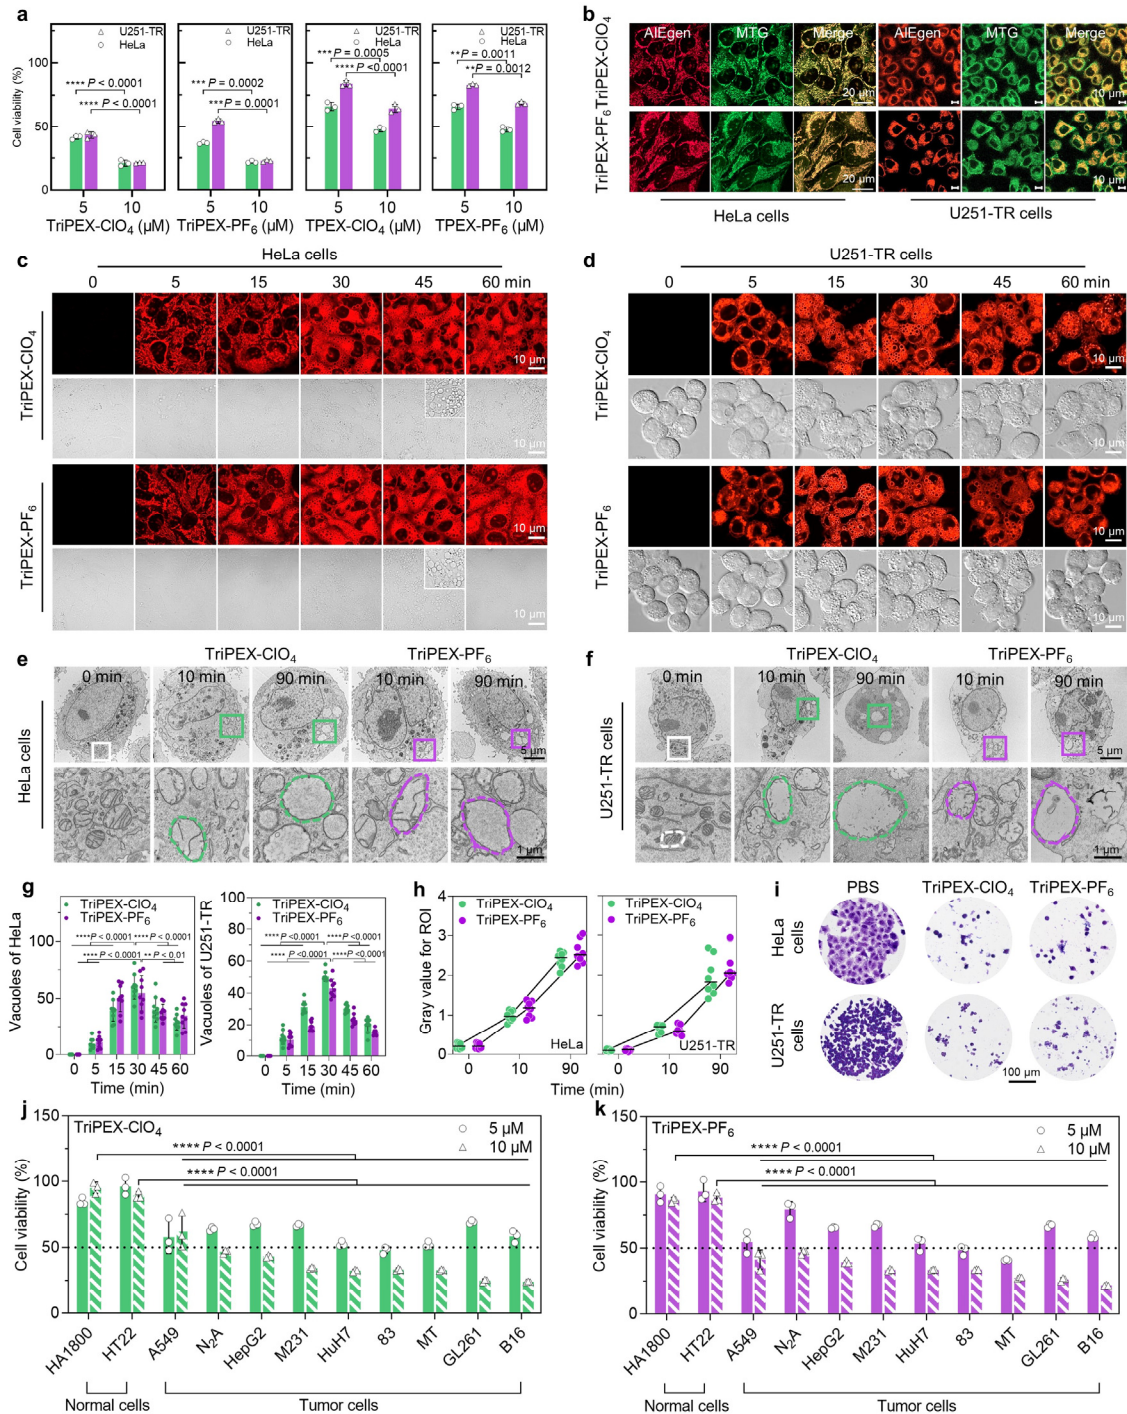 a
U251-TR
HeLa
U251-TR
HeLa
U251-TR
HeLa
U251-TR
HeLa
Cell viability (%)
100
50
0
**** P < 0.0001
**** P < 0.0001
*** P = 0.0002
*** P = 0.0001
*** P = 0.0005
**** P <0.0001
** P = 0.0011
** P = 0.0012
5 10 5 10 5 10 5 10
TriPEX-ClO4 (µM) TriPEX-PF6 (µM) TPEX-ClO4 (µM) TPEX-PF6 (µM)
b
TriPEX-ClO4
TriPEX-PF6
AIEgen MTG Merge AIEgen MTG Merge
20 µm
10 µm
20 µm
10 µm
HeLa cells U251-TR cells
c
HeLa cells
0 5 15 30 45 60 min
TriPEX-ClO4
10 µm
10 µm
TriPEX-PF6
10 µm
10 µm
d
U251-TR cells
0 5 15 30 45 60 min
TriPEX-ClO4
10 µm
10 µm
TriPEX-PF6
10 µm
10 µm
e
TriPEX-ClO4 TriPEX-PF6
HeLa cells
0 min 10 min 90 min 10 min 90 min
5 µm
1 µm
f
TriPEX-ClO4 TriPEX-PF6
U251-TR cells
0 min 10 min 90 min 10 min 90 min
5 µm
1 µm
g
TriPEX-ClO4
TriPEX-PF6
Vacuoles of HeLa
100
50
0
**** P < 0.0001 **** P < 0.0001
**** P < 0.0001 ** P < 0.01
0 5 15 30 45 60
Vacuoles of U251-TR
100
80
60
40
20
0
TriPEX-ClO4
TriPEX-PF6
**** P < 0.0001 **** P < 0.0001
**** P <0.0001 **** P <0.0001
0 5 15 30 45 60
Time (min) Time (min)
h
Gray value for ROI
4
3
2
1
0
TriPEX-ClO4
TriPEX-PF6
HeLa
TriPEX-ClO4
TriPEX-PF6
U251-TR
0 10 90 0 10 90
Time (min)
i
PBS TriPEX-ClO4 TriPEX-PF6
HeLa cells
U251-TR cells
100 µm
j
TriPEX-ClO4
5 µM
10 µM
Cell viability (%)
150
100
50
0
**** P < 0.0001
**** P < 0.0001
HA1800 HT22 A549 N2A HepG2 M231 HuH7 83 MT GL261 B16
Normal cells Tumor cells
k
TriPEX-PF6
5 µM
10 µM
Cell viability (%)
150
100
50
0
**** P < 0.0001
**** P < 0.0001
HA1800 HT22 A549 N2A HepG2 M231 HuH7 83 MT GL261 B16
Normal cells Tumor cells